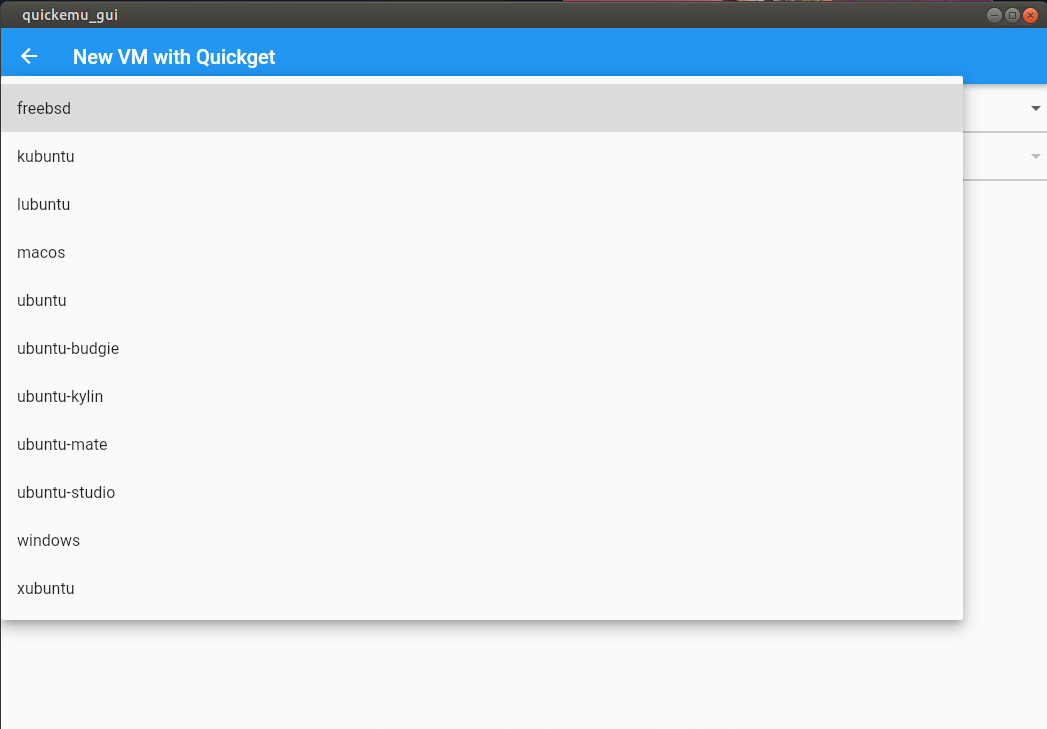 quickemu_gui
New VM with Quickget
freebsd
kubuntu
lubuntu
macos
ubuntu
ubuntu-budgie
ubuntu-kylin
ubuntu-mate
ubuntu-studio
windows
xubuntu